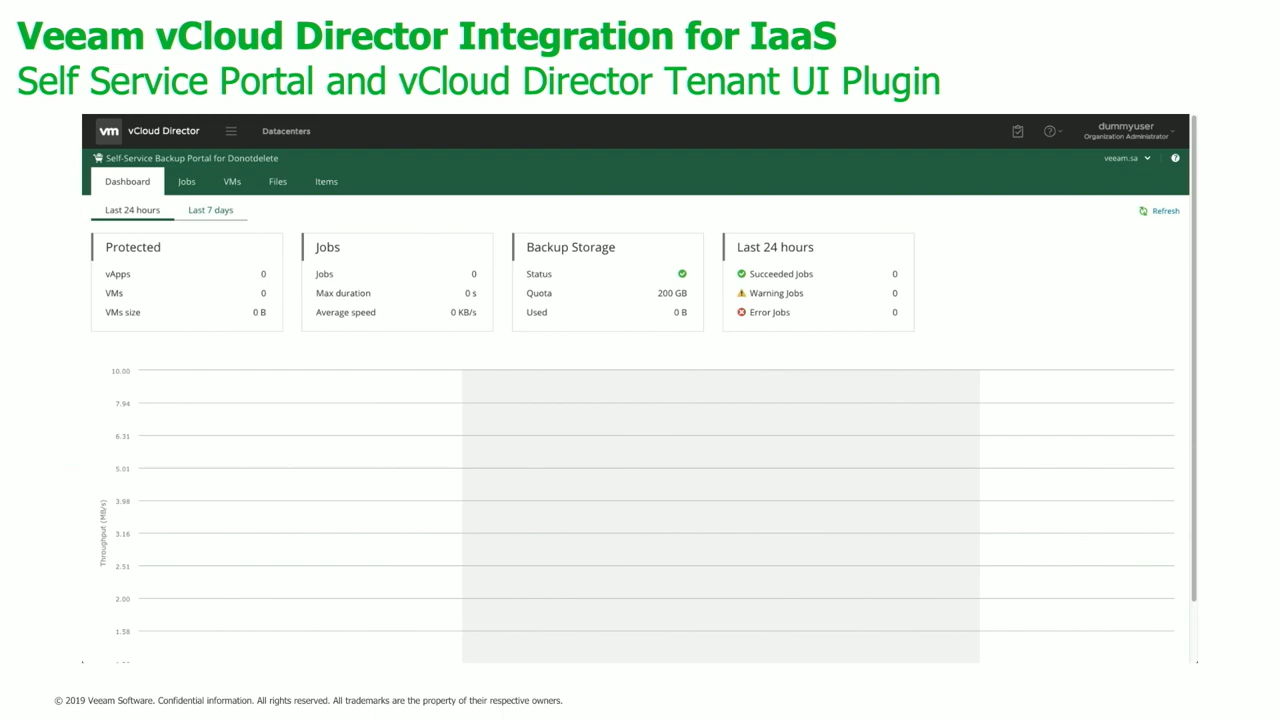 Veeam vCloud Director Integration for IaaS
Self Service Portal and vCloud Director Tenant UI Plugin
vm vCloud Director Datacenters dummyuser
Organization Administrator
Self-Service Backup Portal for Donotdelete veeam.sa
Dashboard Jobs VMs Files Items
Last 24 hours Last 7 days Refresh
Protected Jobs Backup Storage Last 24 hours
vApps 0 Jobs 0 Status Succeeded Jobs 0
VMs 0 Max duration 0 s Quota 200 GB Warning Jobs 0
VMs size 0 B Average speed 0 KB/s Used 0 B Error Jobs 0
10.00
7.94
6.31
5.01
3.98
3.16
2.51
2.00
1.58
Throughput (MB/s)
© 2019 Veeam Software. Confidential information. All rights reserved. All trademarks are the property of their respective owners.